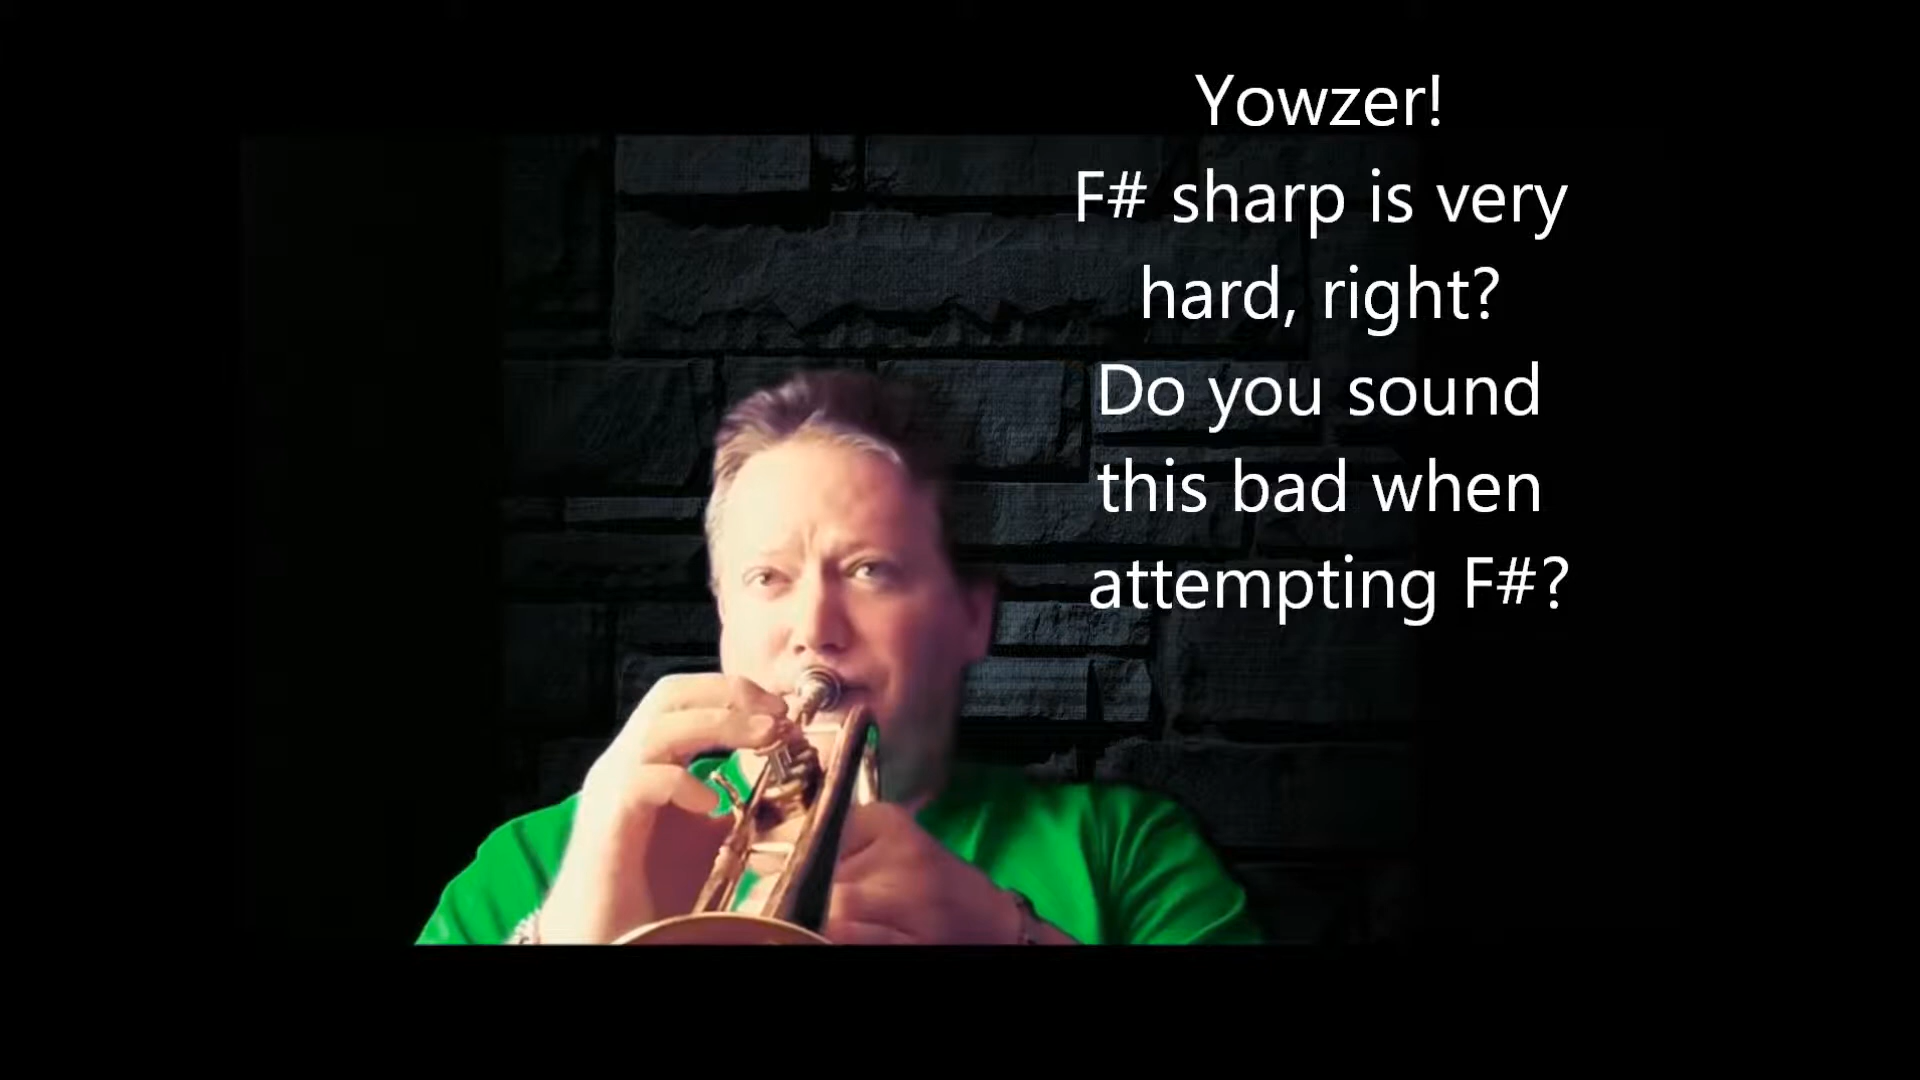 Yowzer!
F# sharp is very
hard, right?
Do you sound
this bad when
attempting F#?